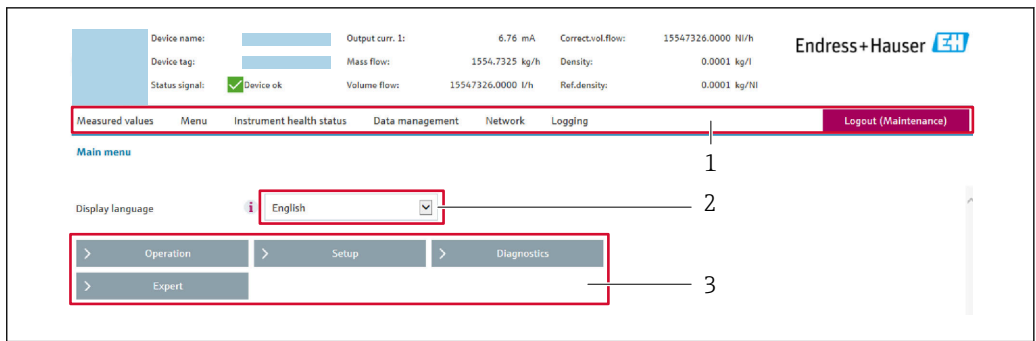 Device name: Output curr. 1: 6.76 mA Correct.vol.flow: 15547326.0000 Nl/h
Endress+Hauser EH
Device tag: Mass flow: 1554.7325 kg/h Density: 0.0001 kg/l
Status signal: Device ok Volume flow: 15547326.0000 l/h Ref.density: 0.0001 kg/Nl
Measured values Menu Instrument health status Data management Network Logging Logout (Maintenance)
1
Main menu
Display language i English 2
> Operation > Setup > Diagnostics
> Expert 3